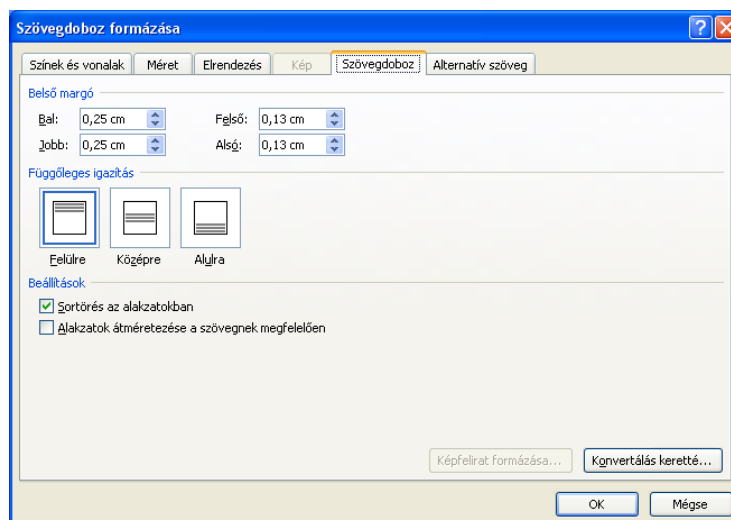 Szövegdoboz formázása
Színek és vonalak Méret Elrendezés Kép Szövegdoboz Alternatív szöveg
Belső margó
Bal: 0,25 cm Felső: 0,13 cm
Jobb: 0,25 cm Alsó: 0,13 cm
Függőleges igazítás
Felülre Középre Alulra
Beállítások
Sortörés az alakzatokban
Alakzatok átméretezése a szövegnek megfelelően
Képfelirat formázása... Konvertálás keretté...
OK Mégse